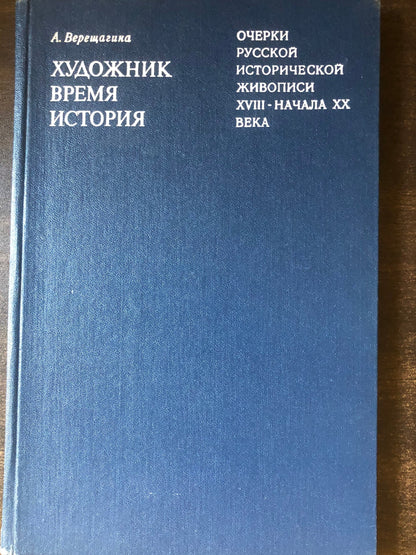 А. Верещагина
ХУДОЖНИК
ВРЕМЯ
ИСТОРИЯ
ОЧЕРКИ
РУССКОЙ
ИСТОРИЧЕСКОЙ
ЖИВОПИСИ
XVIII - НАЧАЛА XX
ВЕКА